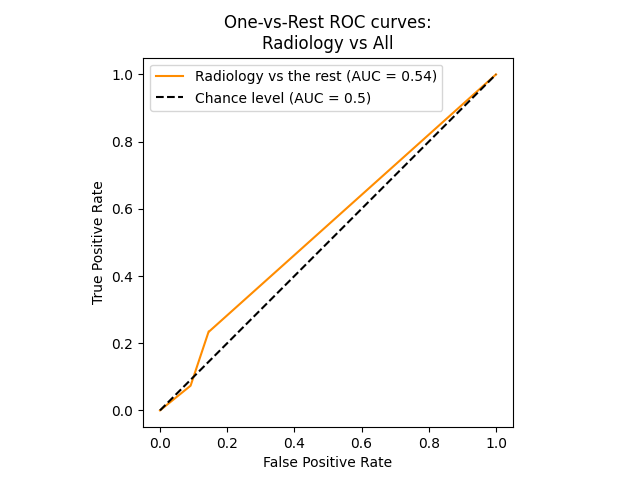 One-vs-Rest ROC curves:
Radiology vs All
Radiology vs the rest (AUC = 0.54)
Chance level (AUC = 0.5)
True Positive Rate
1.0
0.8
0.6
0.4
0.2
0.0
0.0 0.2 0.4 0.6 0.8 1.0
False Positive Rate